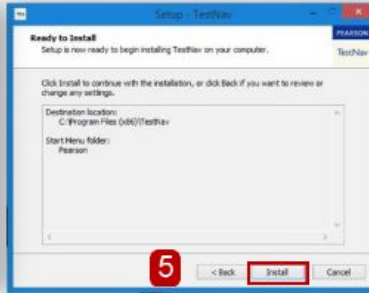 Setup - TestNav
Ready to Install
Setup is now ready to begin installing TestNav on your computer.
PEARSON
TestNav
Click Install to continue with the installation, or click Back if you want to review or
change any settings.
Destination location:
C:\Program Files (x86)\TestNav
Start Menu folder:
Pearson
5
< Back
Install
Cancel